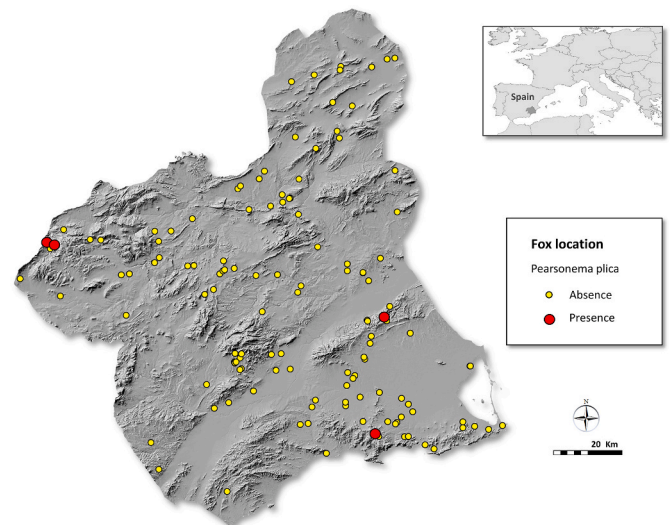 Spain
Fox location
Pearsonema plica
Absence
Presence
N
20 Km